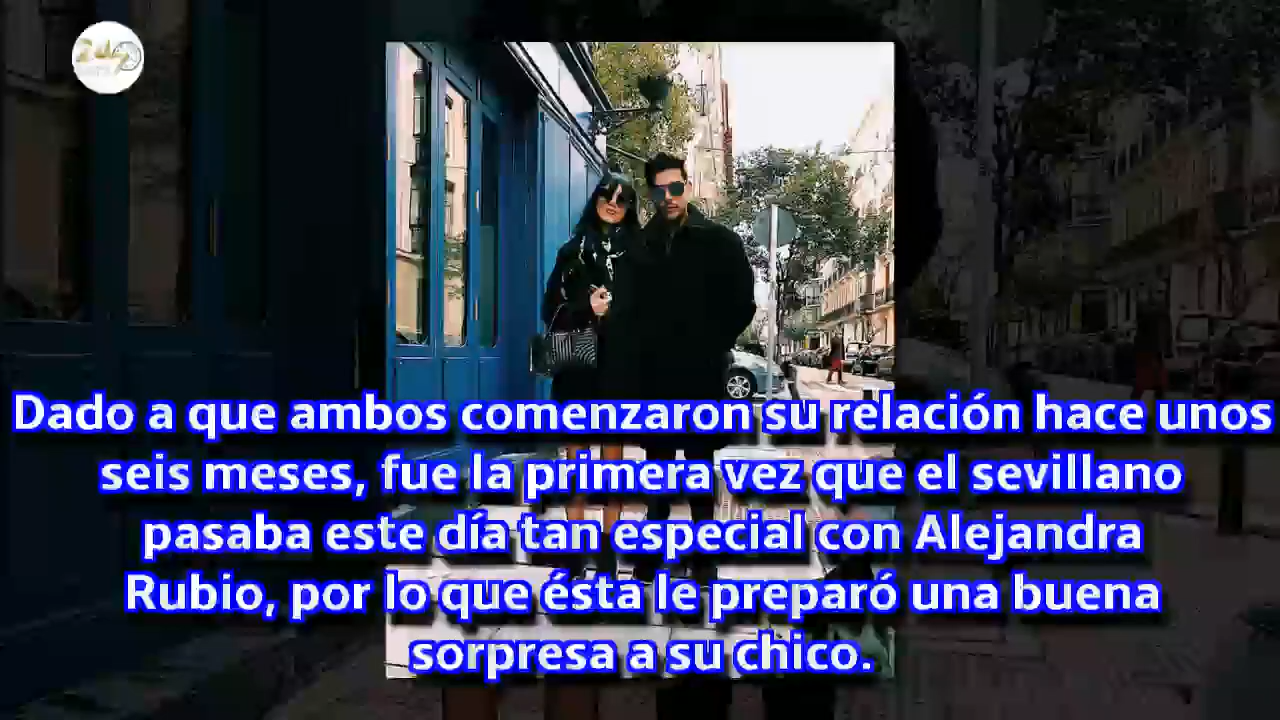 Dado a que ambos comenzaron su relación hace unos
seis meses, fue la primera vez que el sevillano
pasaba este día tan especial con Alejandra
Rubio, por lo que ésta le preparó una buena
sorpresa a su chico.